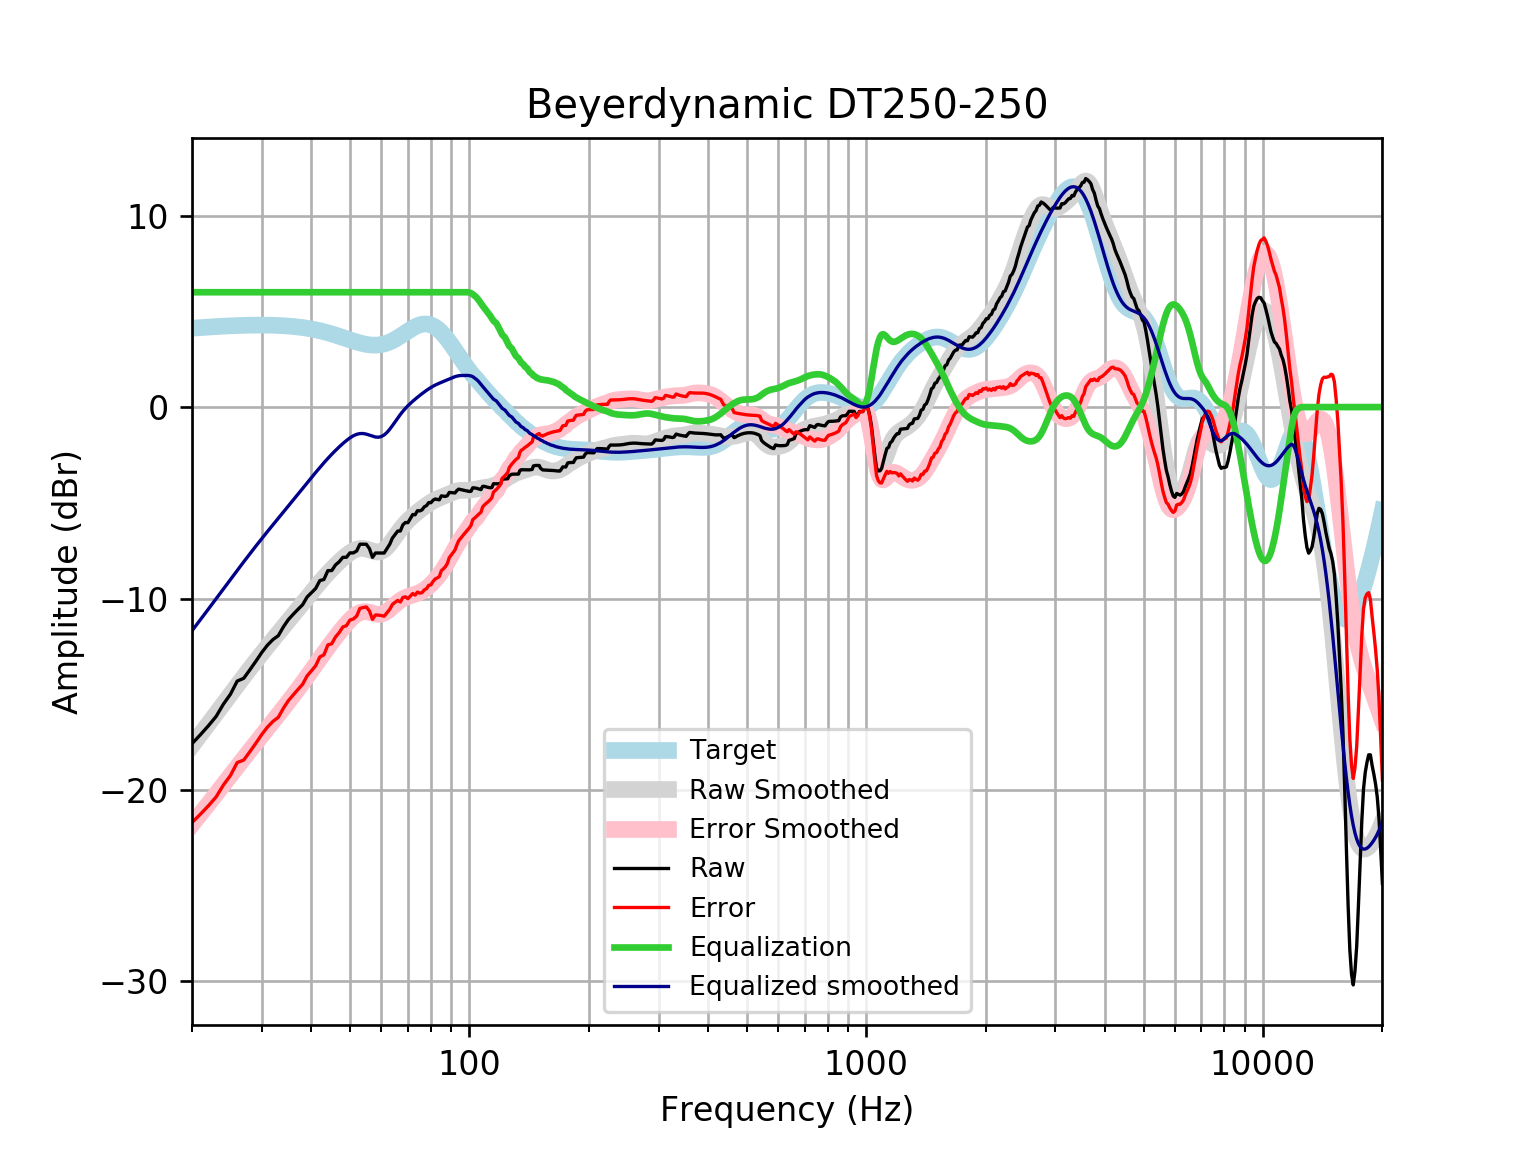 Beyerdynamic DT250-250
10
0
−10
−20
−30
Amplitude (dBr)
Target
Raw Smoothed
Error Smoothed
Raw
Error
Equalization
Equalized smoothed
100
1000
10000
Frequency (Hz)